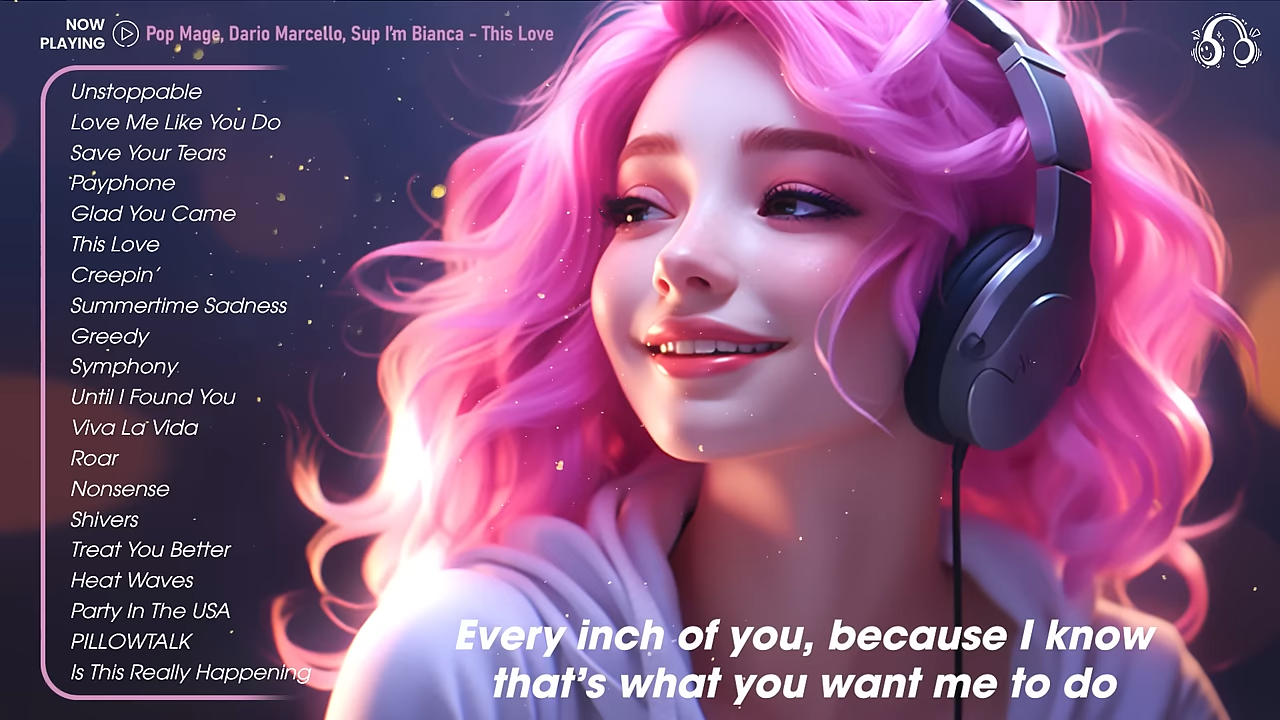 NOW
PLAYING
Pop Mage, Dario Marcello, Sup I'm Bianca - This Love
Unstoppable
Love Me Like You Do
Save Your Tears
Payphone
Glad You Came
This Love
Creepin'
Summertime Sadness
Greedy
Symphony
Until I Found You
Viva La Vida
Roar
Nonsense
Shivers
Treat You Better
Heat Waves
Party In The USA
PILLOWTALK
Is This Really Happening
Every inch of you, because I know
that's what you want me to do